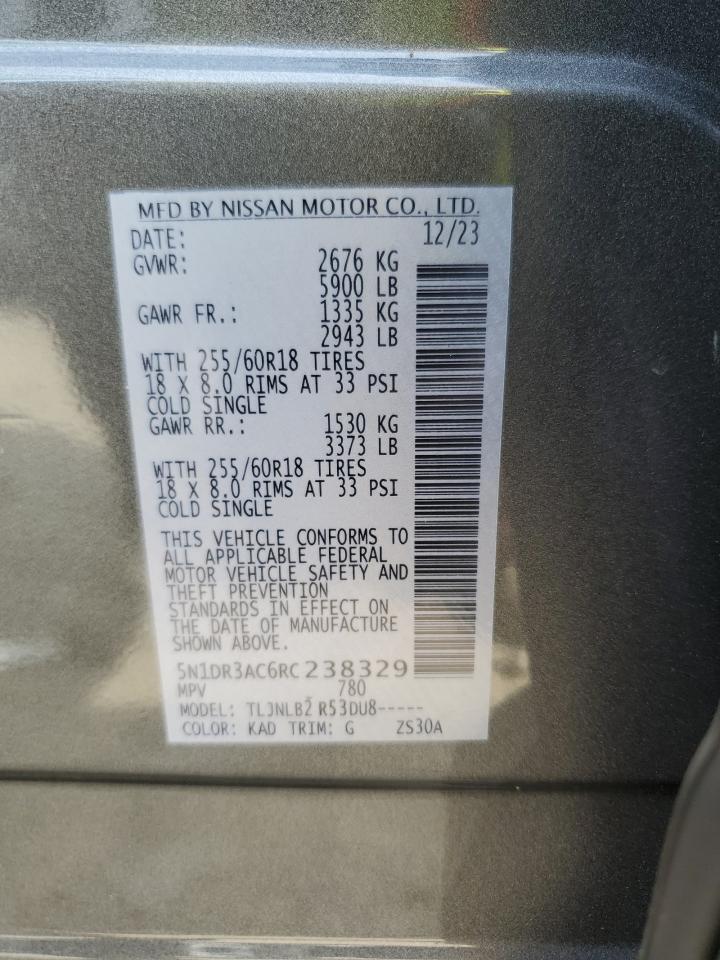 MFD BY NISSAN MOTOR CO., LTD.
DATE: 12/23
GVWR: 2676 KG
5900 LB
GAWR FR.: 1335 KG
2943 LB
WITH 255/60R18 TIRES
18 X 8.0 RIMS AT 33 PSI
COLD SINGLE
GAWR RR.: 1530 KG
3373 LB
WITH 255/60R18 TIRES
18 X 8.0 RIMS AT 33 PSI
COLD SINGLE
THIS VEHICLE CONFORMS TO
ALL APPLICABLE FEDERAL
MOTOR VEHICLE SAFETY AND
THEFT PREVENTION
STANDARDS IN EFFECT ON
THE DATE OF MANUFACTURE
SHOWN ABOVE.
5N1DR3AC6RC238329
MPV 780
MODEL: TLJNLBZ R53DU8-----
COLOR: KAD TRIM: G ZS30A